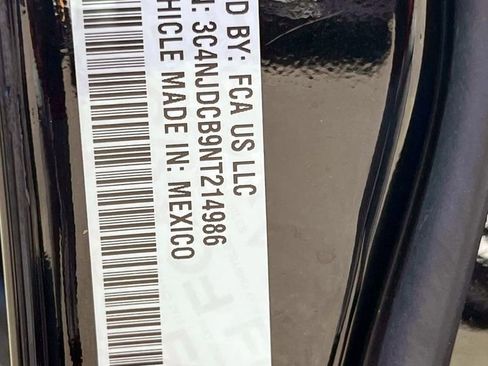 D BY: FCA US LLC
N: 3C4NJDCB9NT214986
HICLE MADE IN: MEXICO